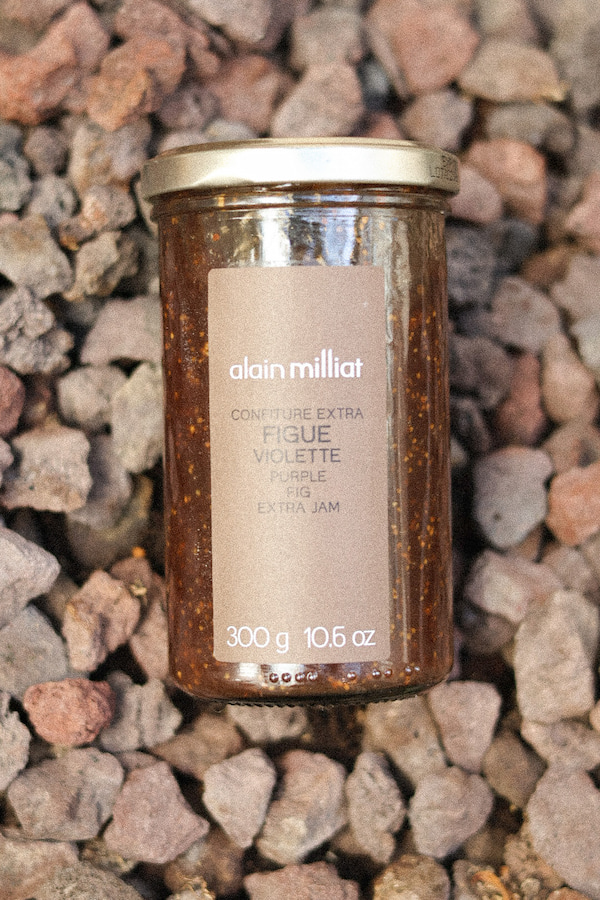 alain milliat
CONFITURE EXTRA
FIGUE
VIOLETTE
PURPLE
FIG
EXTRA JAM
300 g 10.6 oz